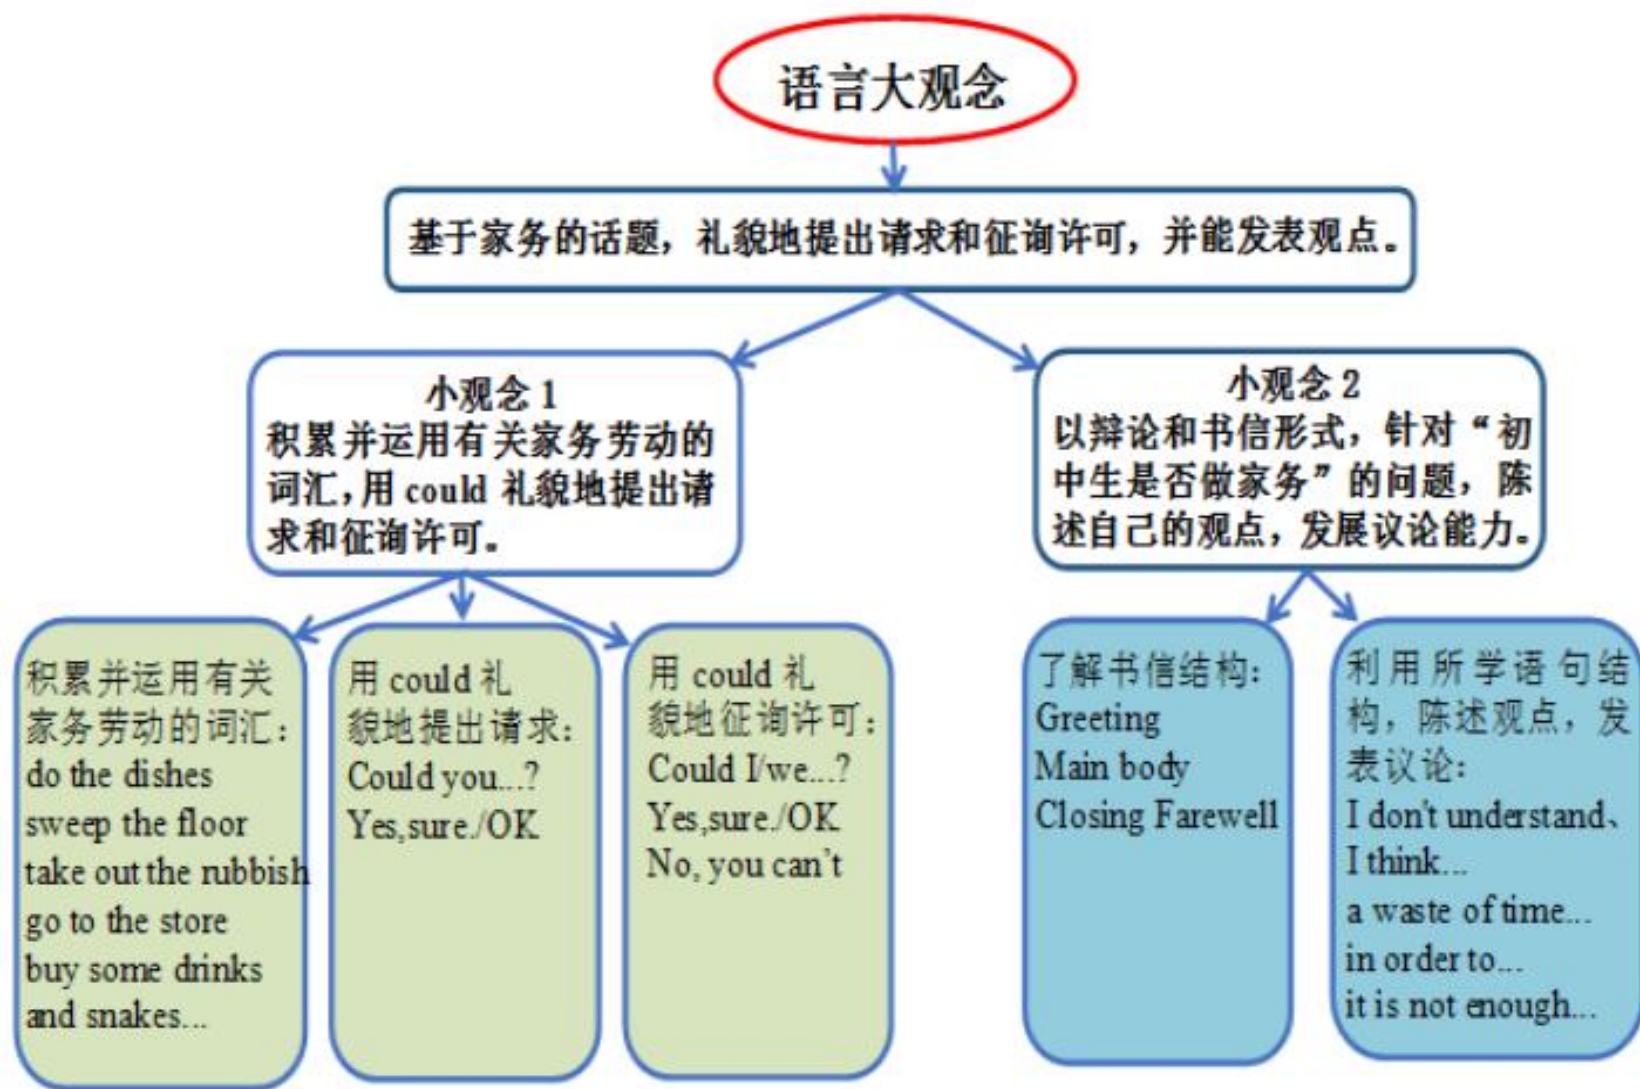 语言大观念
基于家务的话题，礼貌地提出请求和征询许可，并能发表观点。
小观念 1
积累并运用有关家务劳动的
词汇，用 could 礼貌地提出请
求和征询许可。
小观念 2
以辩论和书信形式，针对“初
中生是否做家务”的问题，陈
述自己的观点，发展议论能力。
积累并运用有关
家务劳动的词汇：
do the dishes
sweep the floor
take out the rubbish
go to the store
buy some drinks
and snakes...
用 could 礼
貌地提出请求：
Could you...?
Yes,sure./OK
用 could 礼
貌地征询许可：
Could I/we...?
Yes,sure./OK
No, you can't
了解书信结构：
Greeting
Main body
Closing Farewell
利用所学语句结
构，陈述观点，发
表议论：
I don't understand、
I think...
a waste of time...
in order to...
it is not enough...